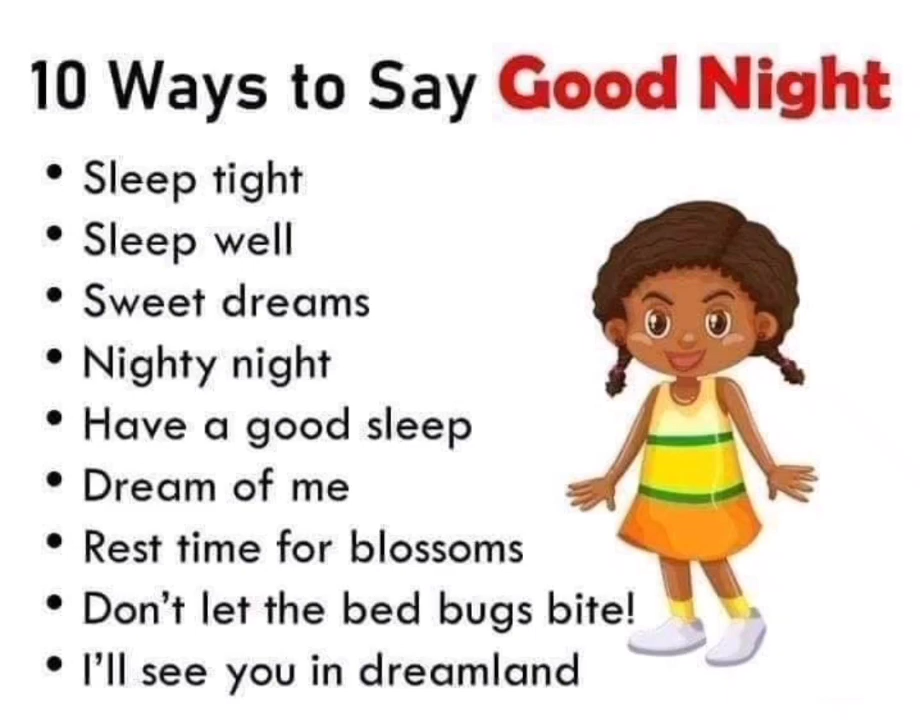 10 Ways to Say Good Night
• Sleep tight
• Sleep well
• Sweet dreams
• Nighty night
• Have a good sleep
• Dream of me
• Rest time for blossoms
• Don't let the bed bugs bite!
• I'll see you in dreamland